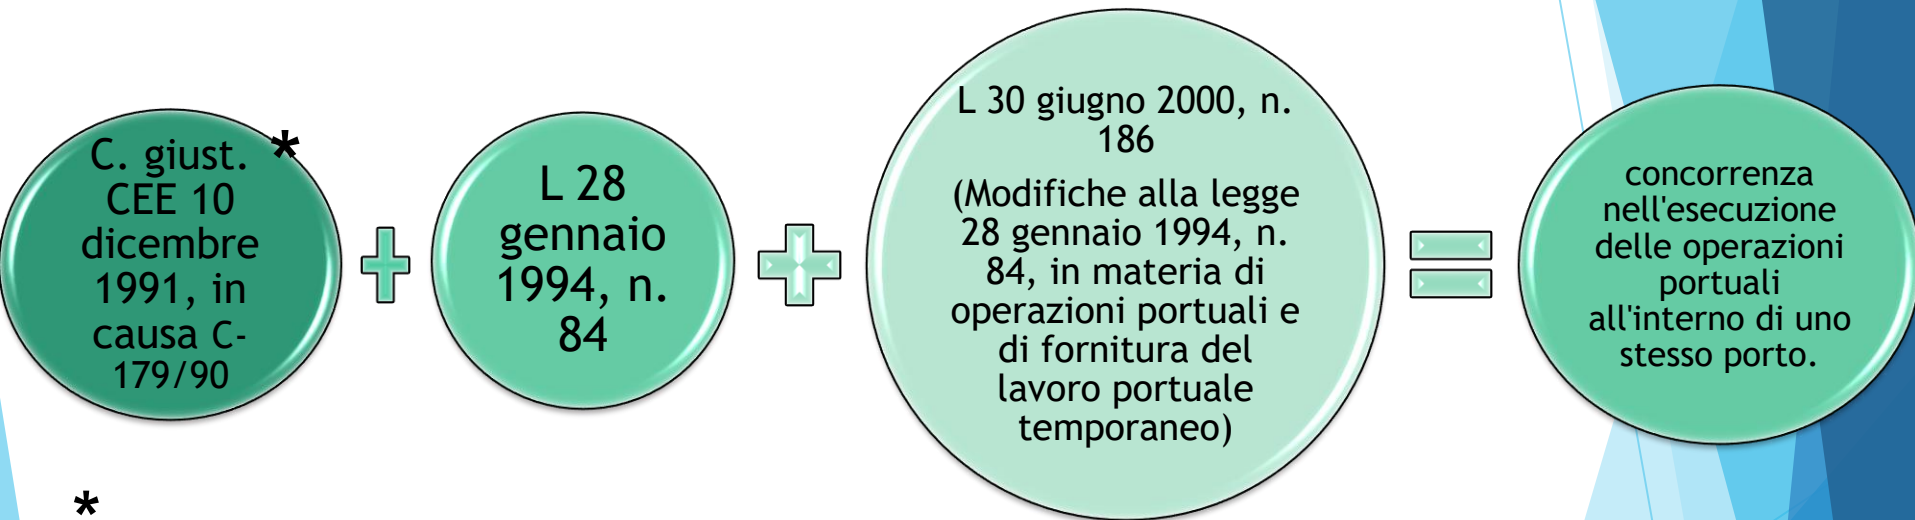 C. giust. *
CEE 10
dicembre
1991, in
causa C-
179/90
L 28
gennaio
1994, n.
84
L 30 giugno 2000, n.
186
(Modifiche alla legge
28 gennaio 1994, n.
84, in materia di
operazioni portuali e
di fornitura del
lavoro portuale
temporaneo)
concorrenza
nell'esecuzione
delle operazioni
portuali
all'interno di uno
stesso porto.
*